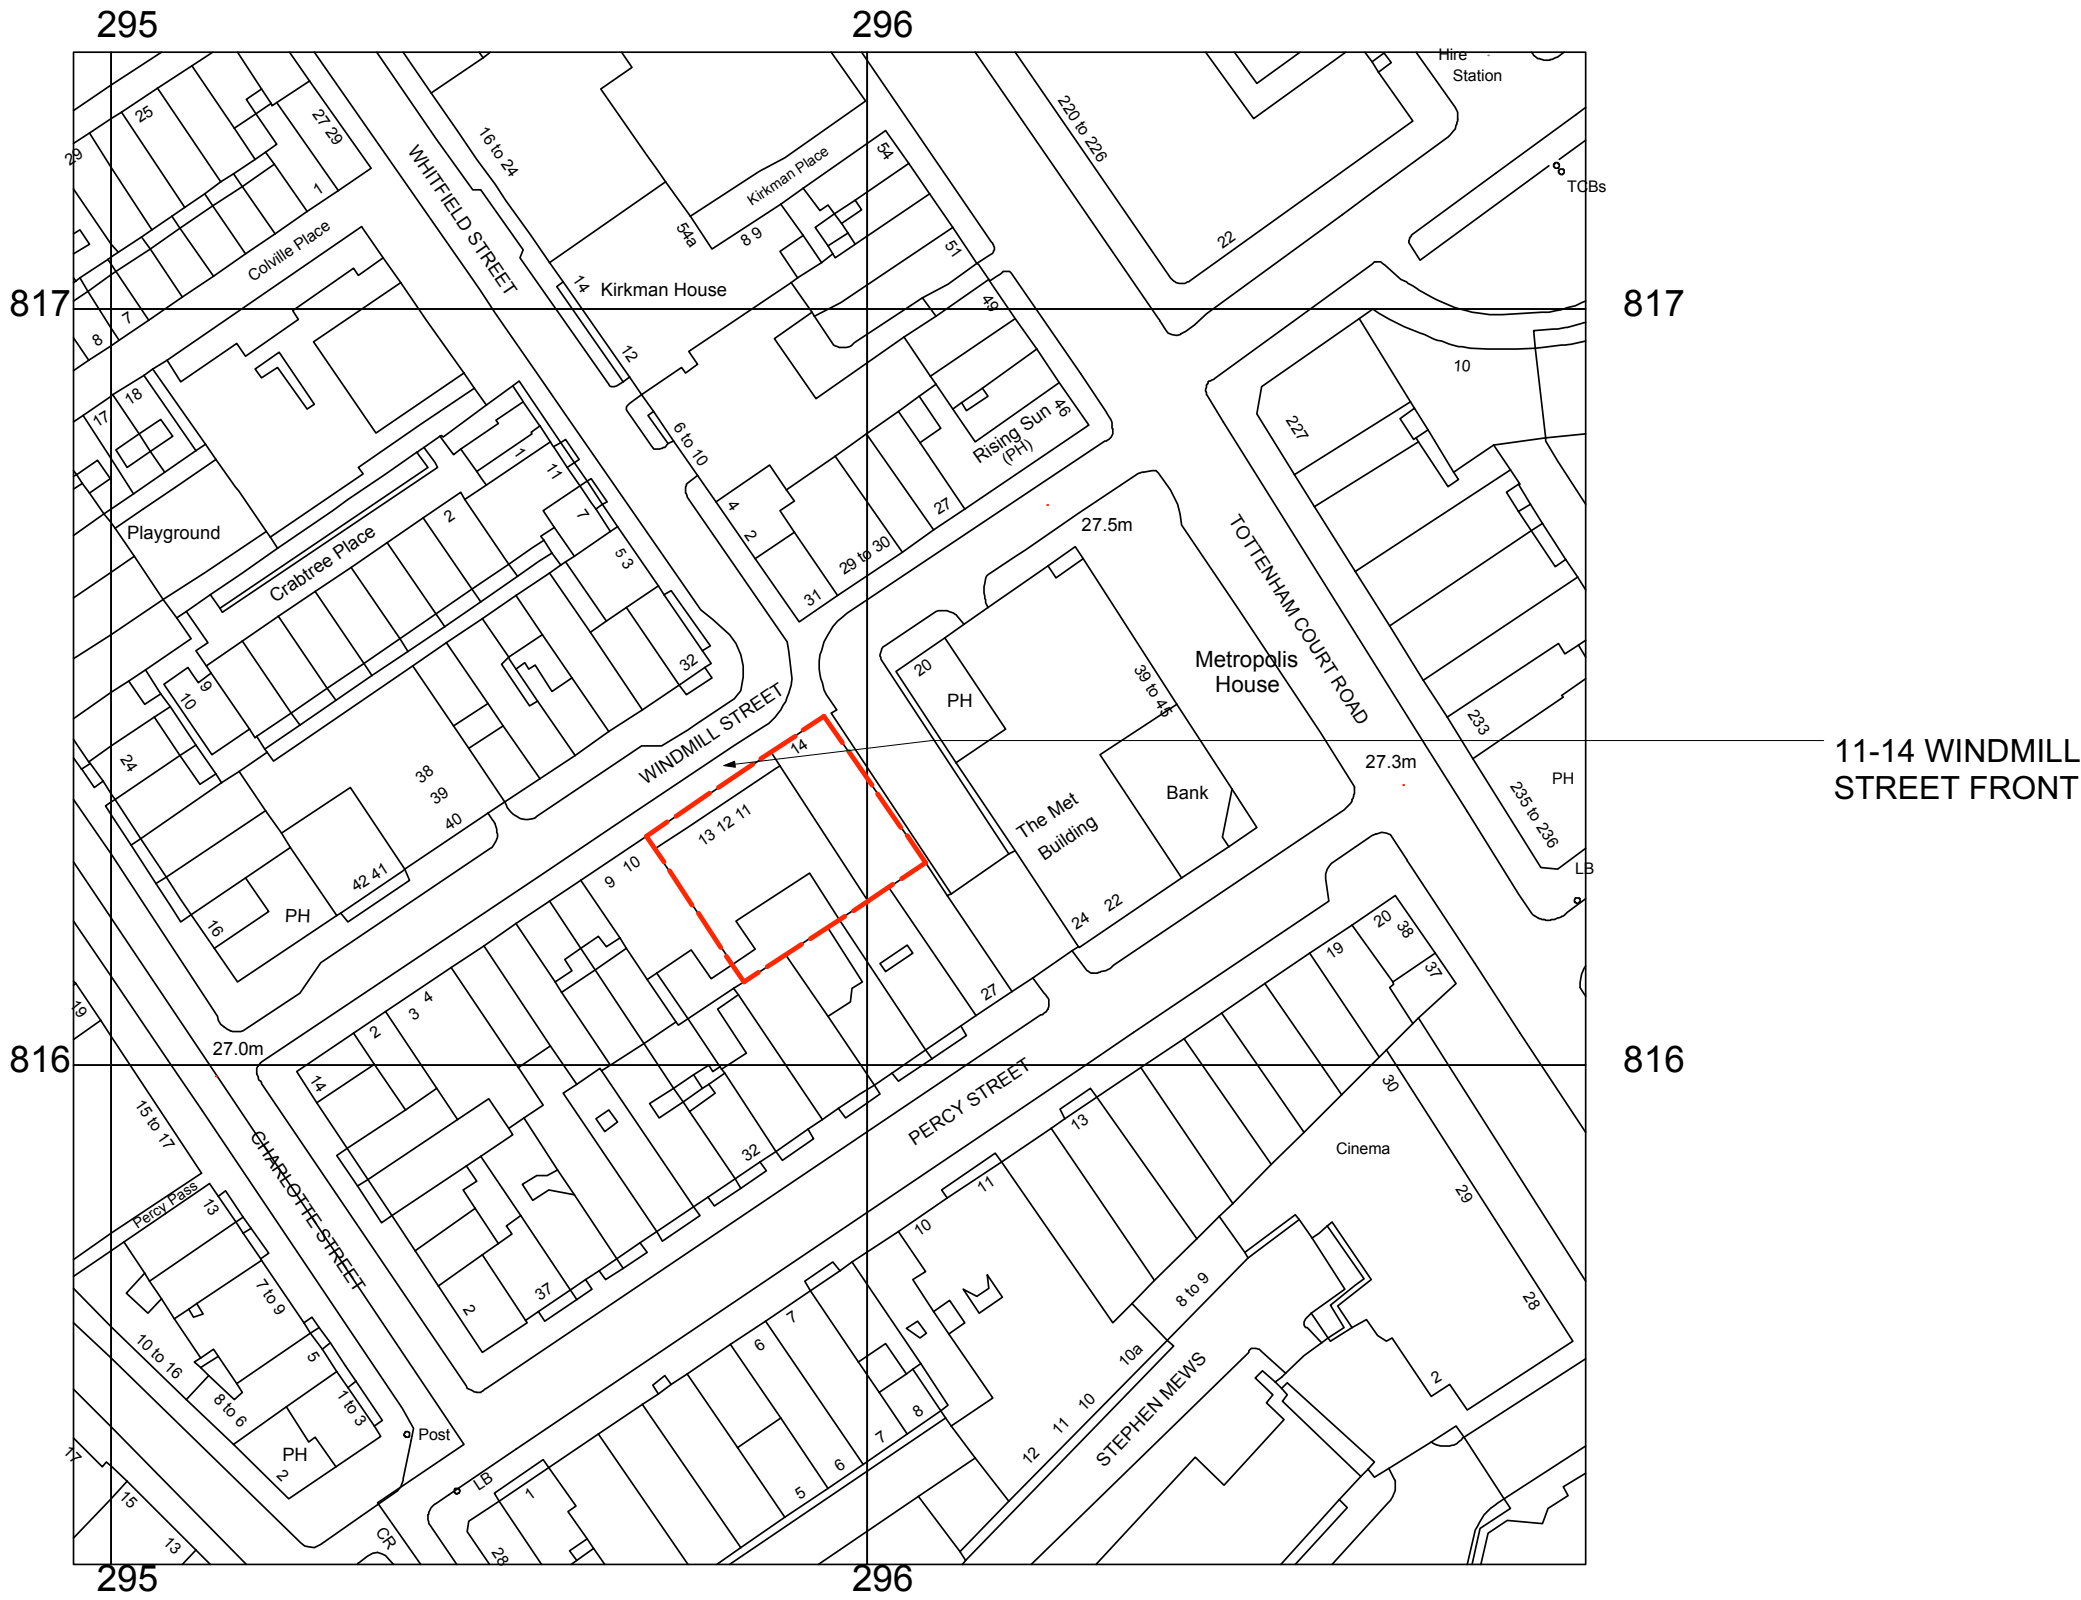 295
296
Hire
Station
25
27 29
29
16 to 24
220 to 226
54
WHITFIELD STREET
Kirkman Place
TCBs
1
Colville Place
54a
8 9
51
22
14
Kirkman House
49
817
817
7
8
12
10
18
17
46
Rising Sun
(PH)
227
6 to 10
1
11
Playground
2
7
4
2
27
27.5m
Crabtree Place
5 3
29 to 30
TOTTENHAM COURT ROAD
31
32
20
PH
Metropolis
House
39 to 45
9
10
WINDMILL STREET
14
233
24
38
39
40
27.3m
PH
11-14 WINDMILL
STREET FRONT
Bank
The Met
Building
235 to 236
13 12 11
9
10
42 41
LB
16
PH
24
22
20
38
19
37
27
19
2
3
4
27.0m
816
816
14
30
PERCY STREET
15 to 17
CHARLOTTE STREET
13
Cinema
32
11
29
Percy Pass
13
10
7 to 9
37
2
8 to 9
28
10 to 16
5
6
7
10a
STEPHEN MEWS
2
8 to 6
1 to 3
8
10
11
12
Post
PH
2
7
6
5
17
LB
1
15
13
CR
28
295
296